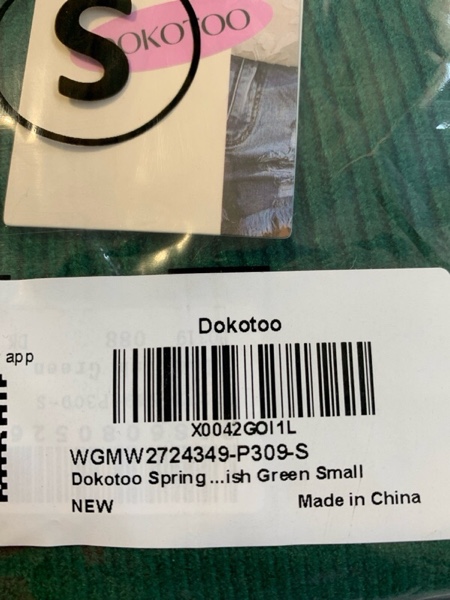 S
DOKOTOO
Dokotoo
app
X0042GOI1L
WGMW2724349-P309-S
Dokotoo Spring...ish Green Small
NEW
Made in China